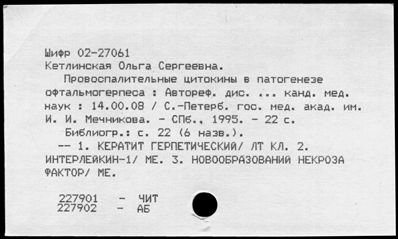 Шифр 02-27061
Кетлинская Ольга Сергеевна.
Провоспалительные цитокины в патогенезе
офтальмогерпеса : Автореф. дис. ... канд. мед.
наук : 14.00.08 / С.-Петерб. гос. мед. акад. им.
И. И. Мечникова. - СПб., 1995. - 22 с.
Библиогр.: с. 22 (6 назв.).
-- 1. КЕРАТИТ ГЕРПЕТИЧЕСКИЙ/ ЛТ КЛ. 2.
ИНТЕРЛЕЙКИН-1/ МЕ. 3. НОВООБРАЗОВАНИЙ НЕКРОЗА
ФАКТОР/ МЕ.
227901 - ЧИТ
227902 - АБ